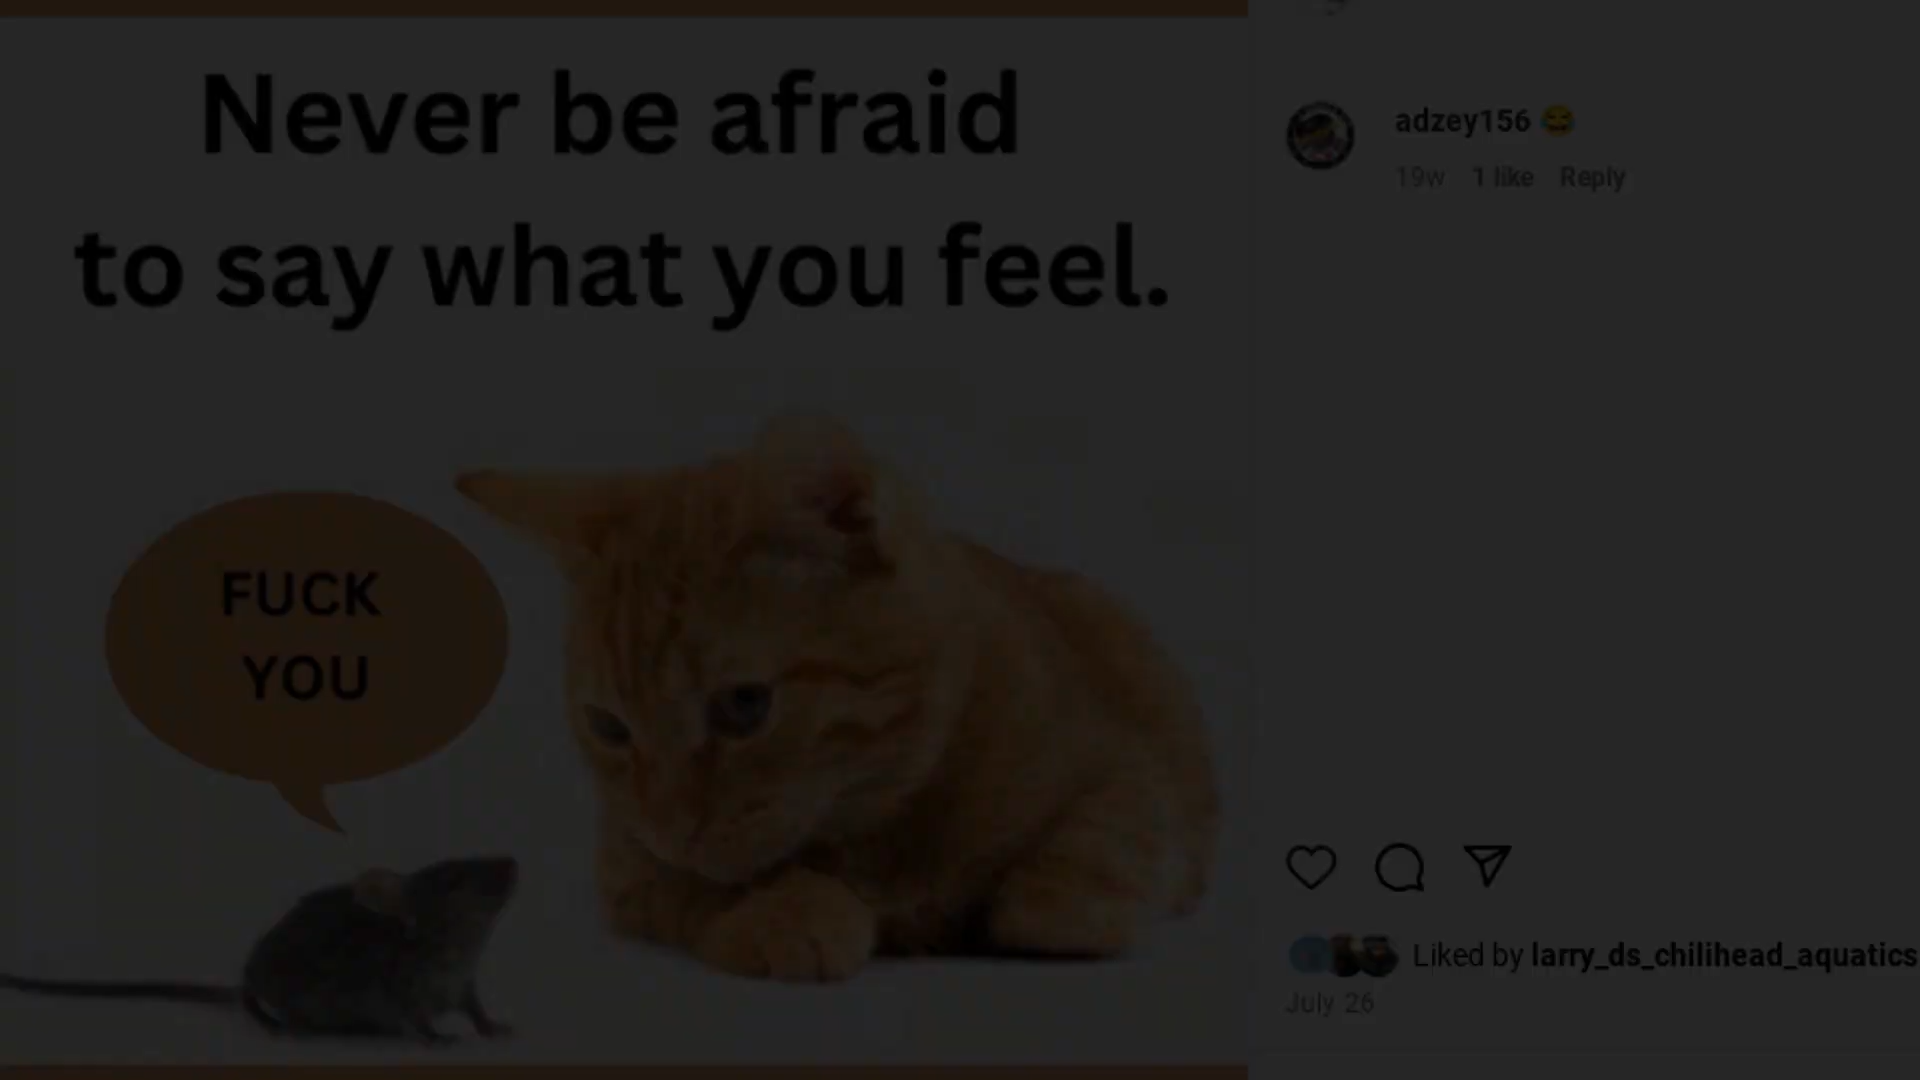 Never be afraid
to say what you feel.
FUCK
YOU
adzey156 😂
19w 1 like Reply
Liked by larry_ds_chilihead_aquatics
July 26